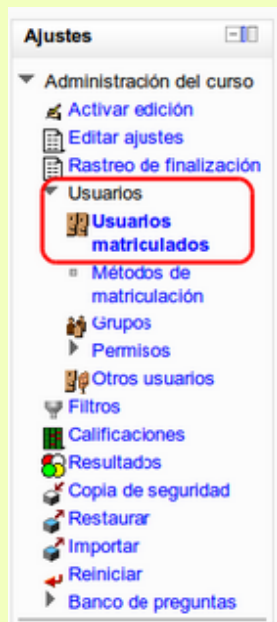 Ajustes
Administración del curso
Activar edición
Editar ajustes
Rastreo de finalización
Usuarios
Usuarios
matriculados
Métodos de
matriculación
Grupos
Permisos
Otros usuarios
Filtros
Calificaciones
Resultados
Copia de seguridad
Restaurar
Importar
Reiniciar
Banco de preguntas